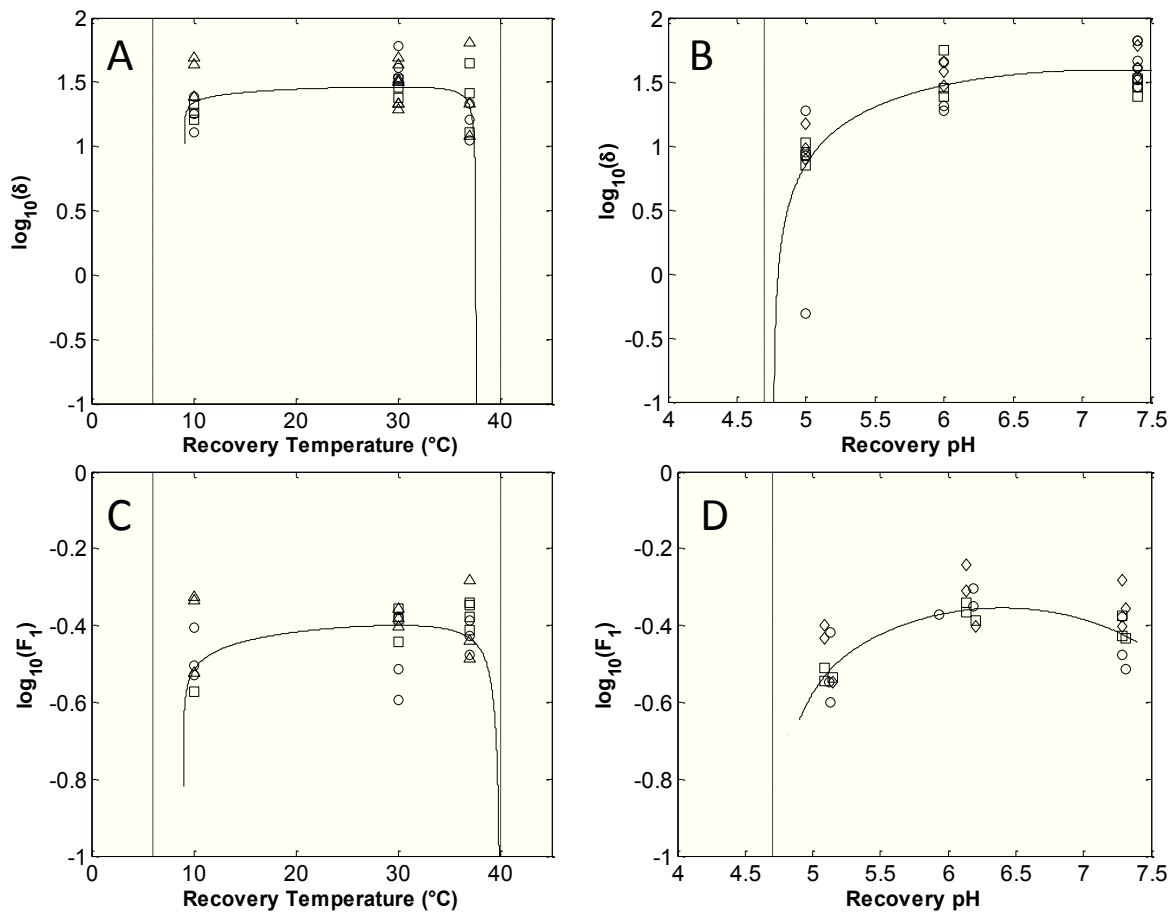 A
2
1.5
1
0.5
0
-0.5
-1
log10(δ)
0 10 20 30 40
Recovery Temperature (°C)
B
2
1.5
1
0.5
0
-0.5
-1
log10(δ)
4 4.5 5 5.5 6 6.5 7 7.5
Recovery pH
C
0
-0.2
-0.4
-0.6
-0.8
-1
log10(F1)
0 10 20 30 40
Recovery Temperature (°C)
D
0
-0.2
-0.4
-0.6
-0.8
-1
log10(F1)
4 4.5 5 5.5 6 6.5 7 7.5
Recovery pH